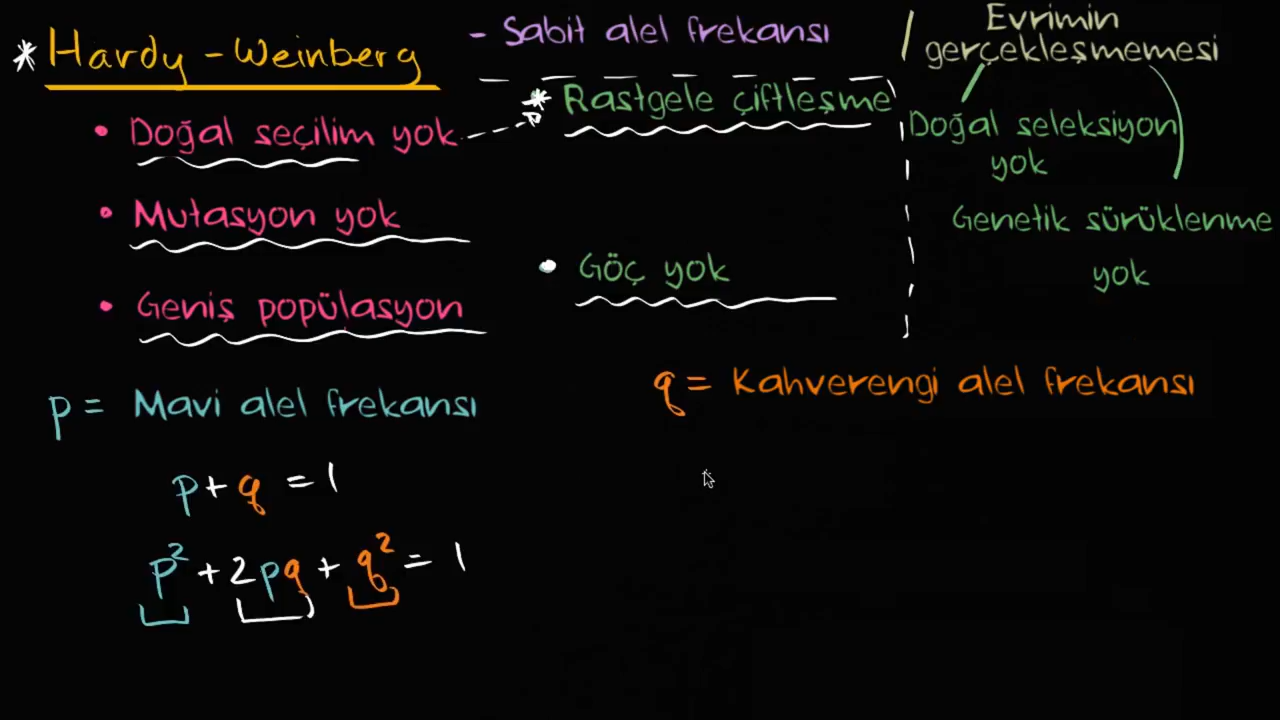 * Hardy - Weinberg
- Sabit alel frekansı
Evrimin
gerçekleşmemesi
• Doğal seçilim yok
* Rastgele çiftleşme
Doğal seleksiyon
yok
• Mutasyon yok
Genetik sürüklenme
yok
• Göç yok
• Geniş popülasyon
p = Mavi alel frekansı
q = Kahverengi alel frekansı
p + q = 1
p² + 2pq + q² = 1